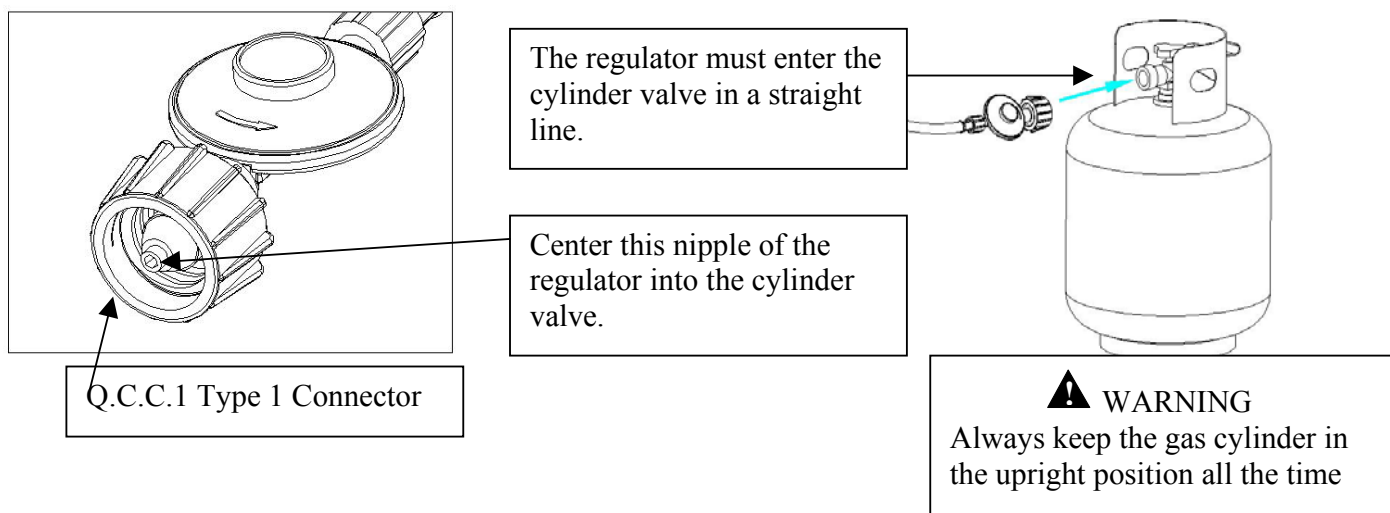 The regulator must enter the
cylinder valve in a straight
line.
Center this nipple of the
regulator into the cylinder
valve.
Q.C.C.1 Type 1 Connector
WARNING
Always keep the gas cylinder in
the upright position all the time